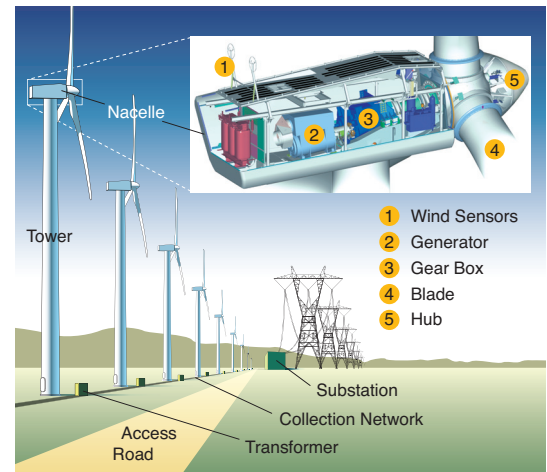 1
5
Nacelle
3
2
4
1 Wind Sensors
2 Generator
Tower
3 Gear Box
4 Blade
5 Hub
Substation
Collection Network
Access
Road
Transformer